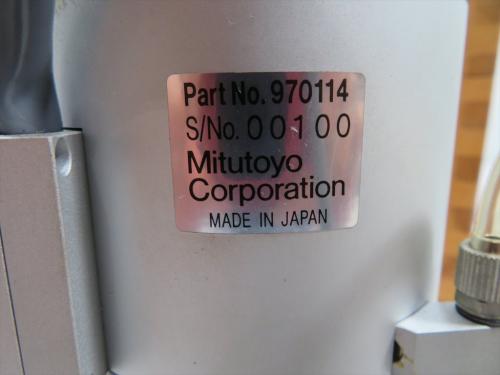 Part No. 970114
S/No. 00100
Mitutoyo
Corporation
MADE IN JAPAN